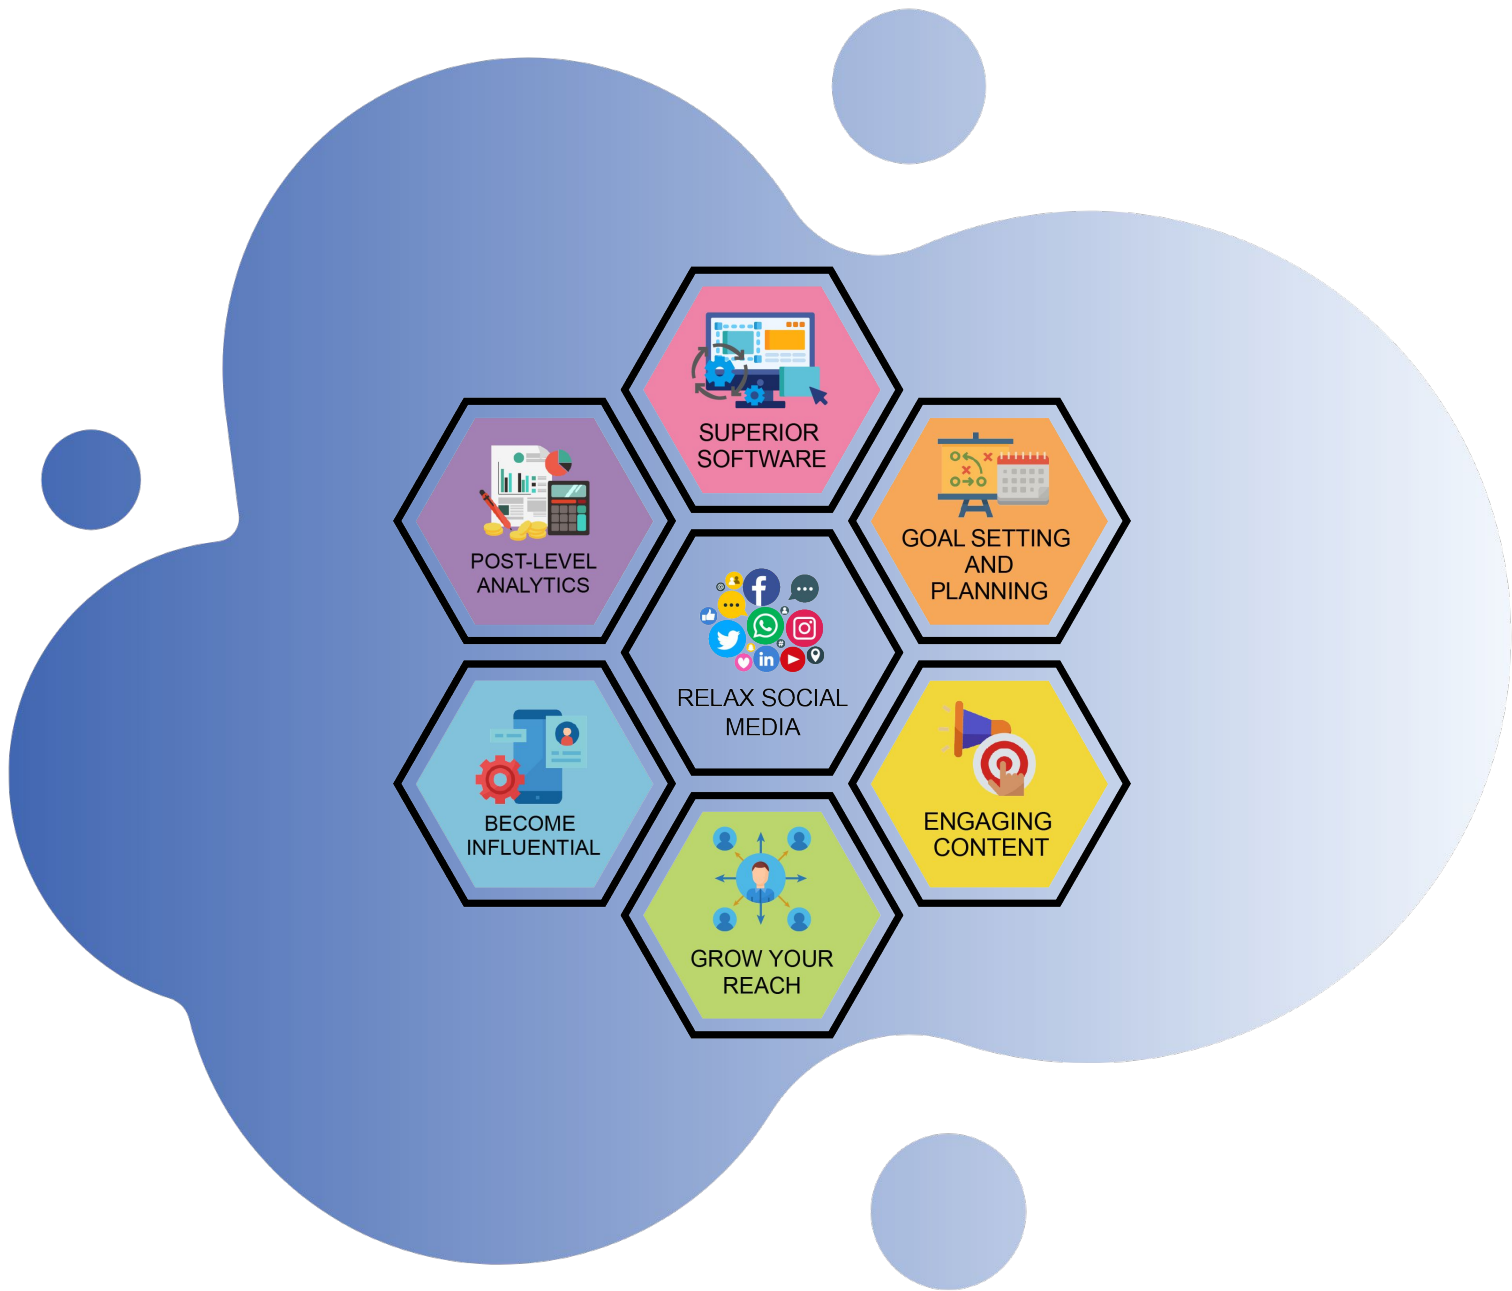 SUPERIOR
SOFTWARE
POST-LEVEL
ANALYTICS
GOAL SETTING
AND
PLANNING
RELAX SOCIAL
MEDIA
BECOME
INFLUENTIAL
ENGAGING
CONTENT
GROW YOUR
REACH